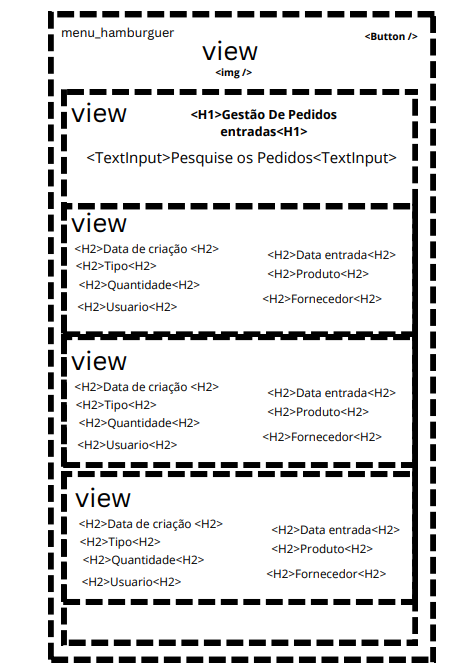 menu_hamburguer
<Button />
view
<img />
view
<H1>Gestão De Pedidos
entradas<H1>
<TextInput>Pesquise os Pedidos<TextInput>
view
<H2>Data de criação <H2>
<H2>Data entrada<H2>
<H2>Tipo<H2>
<H2>Produto<H2>
<H2>Quantidade<H2>
<H2>Fornecedor<H2>
<H2>Usuario<H2>
view
<H2>Data de criação <H2>
<H2>Data entrada<H2>
<H2>Tipo<H2>
<H2>Produto<H2>
<H2>Quantidade<H2>
<H2>Fornecedor<H2>
<H2>Usuario<H2>
view
<H2>Data de criação <H2>
<H2>Data entrada<H2>
<H2>Tipo<H2>
<H2>Produto<H2>
<H2>Quantidade<H2>
<H2>Fornecedor<H2>
<H2>Usuario<H2>